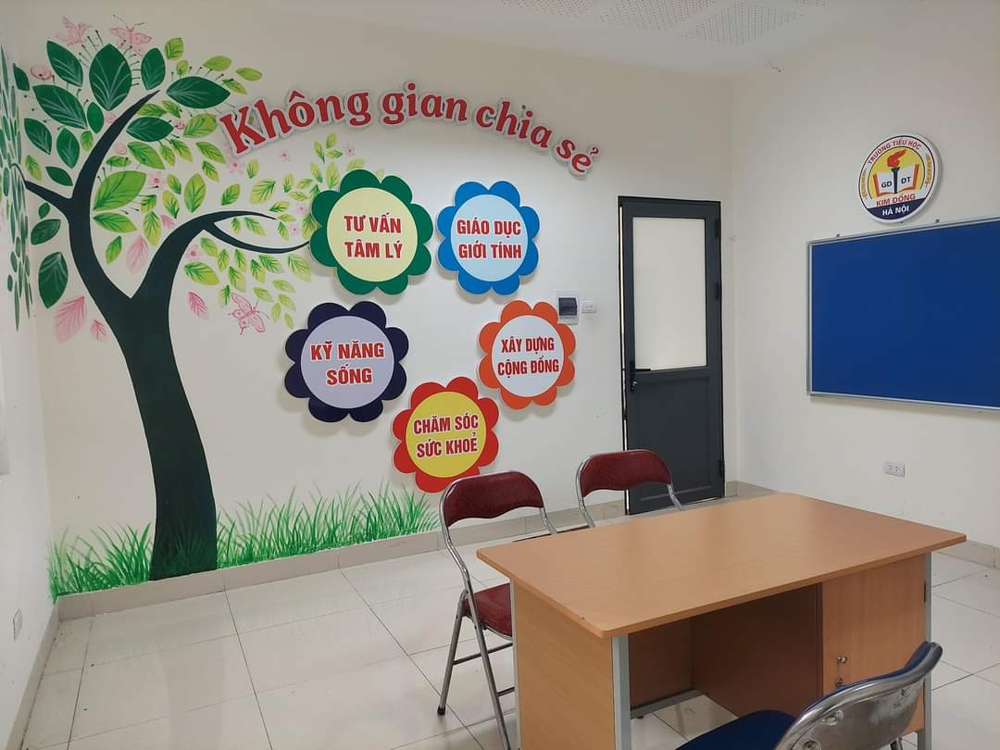 Không gian chia sẻ
TƯ VẤN
TÂM LÝ
GIÁO DỤC
GIỚI TÍNH
KỸ NĂNG
SỐNG
XÂY DỰNG
CỘNG ĐỒNG
CHĂM SÓC
SỨC KHOẺ
TRƯỜNG TIỂU HỌC
GD ĐT
KIM ĐỒNG
HÀ NỘI